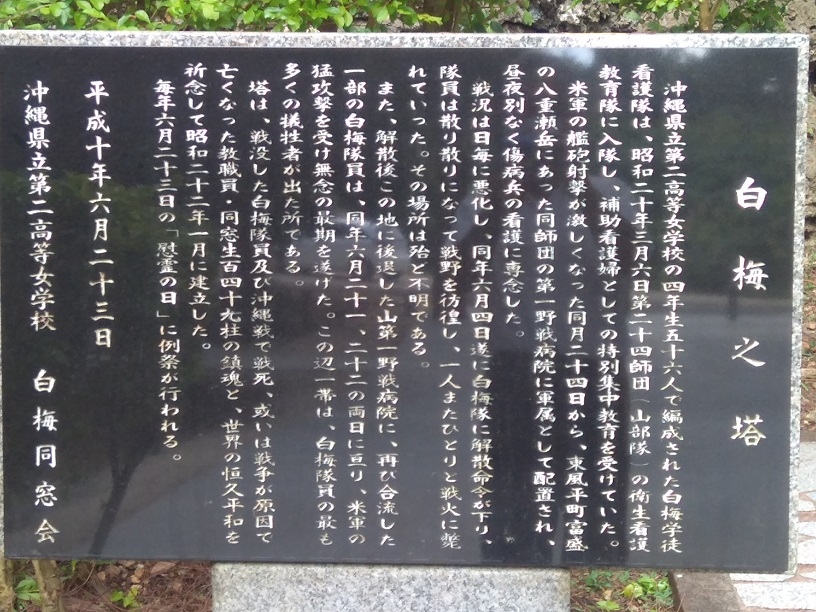 白梅之塔
沖縄県立第二高等女学校の四年生五十六人で編成された白梅学徒
看護隊は、昭和二十年三月六日第二十四師団(山部隊)の衛生看護
教育隊に入隊し、補助看護婦としての特別集中教育を受けていた。
米軍の艦砲射撃が激しくなった同月二十四日から、東風平町富盛
の八重瀬岳にあった同師団の第一野戦病院に軍属として配置され、
昼夜別なく傷病兵の看護に専念した。
戦況は日毎に悪化し、同年六月四日遂に白梅隊に解散命令が下り、
隊員は散り散りになって戦野を彷徨し、一人またひとりと戦火に斃
れていった。その場所は殆と不明である。
また、解散後この地に後退した山第一野戦病院に、再び合流した
一部の白梅隊員は、同年六月二十一、二十二の両日に亘り、米軍の
猛攻撃を受け無念の最期を遂げた。この辺一帯は、白梅隊員の最も
多くの犠牲者が出た所である。
塔は、戦没した白梅隊員及び沖縄戦で戦死、或いは戦争が原因で
亡くなった教職員・同窓生百四十九柱の鎮魂と、世界の恒久平和を
祈念して昭和二十二年一月に建立した。
毎年六月二十三日の「慰霊の日」に例祭が行われる。
平成十年六月二十三日
沖縄県立第二高等女学校 白梅同窓会